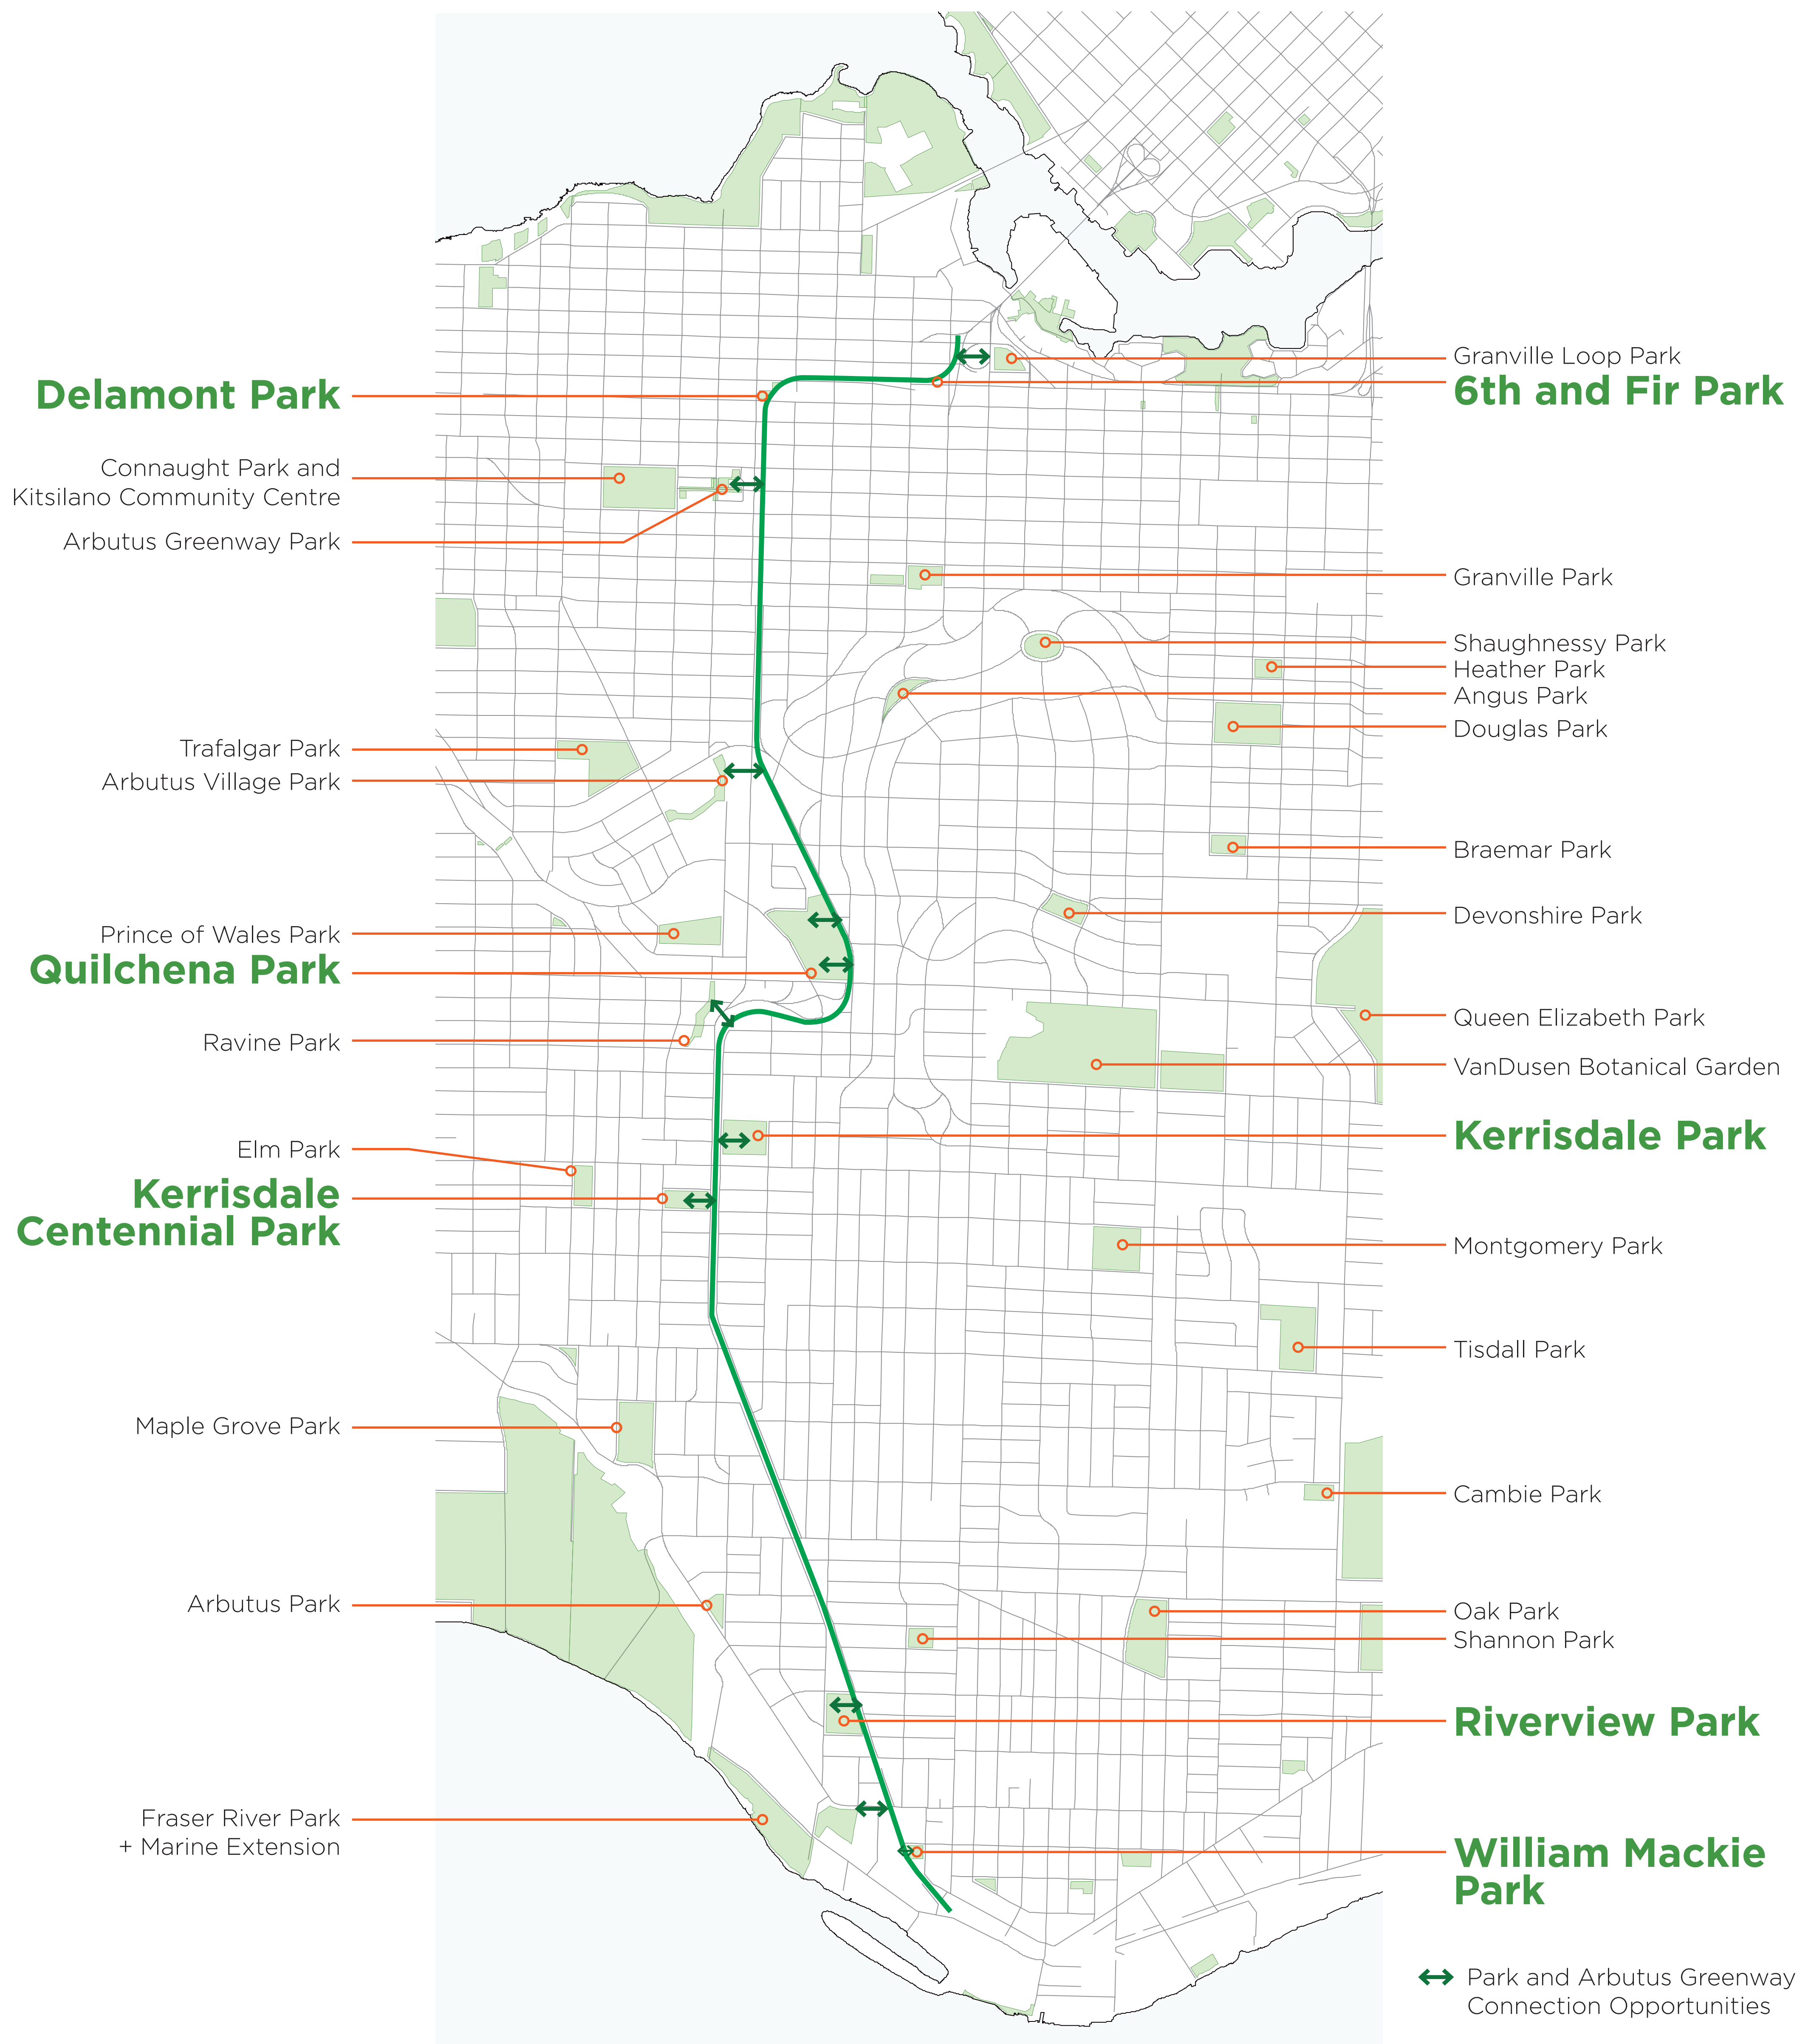 Delamont Park
Connaught Park and
Kitsilano Community Centre
Arbutus Greenway Park
Trafalgar Park
Arbutus Village Park
Prince of Wales Park
Quilchena Park
Ravine Park
Elm Park
Kerrisdale
Centennial Park
Maple Grove Park
Arbutus Park
Fraser River Park
+ Marine Extension
Granville Loop Park
6th and Fir Park
Granville Park
Shaughnessy Park
Heather Park
Angus Park
Douglas Park
Braemar Park
Devonshire Park
Queen Elizabeth Park
VanDusen Botanical Garden
Kerrisdale Park
Montgomery Park
Tisdall Park
Cambie Park
Oak Park
Shannon Park
Riverview Park
William Mackie
Park
Park and Arbutus Greenway
Connection Opportunities